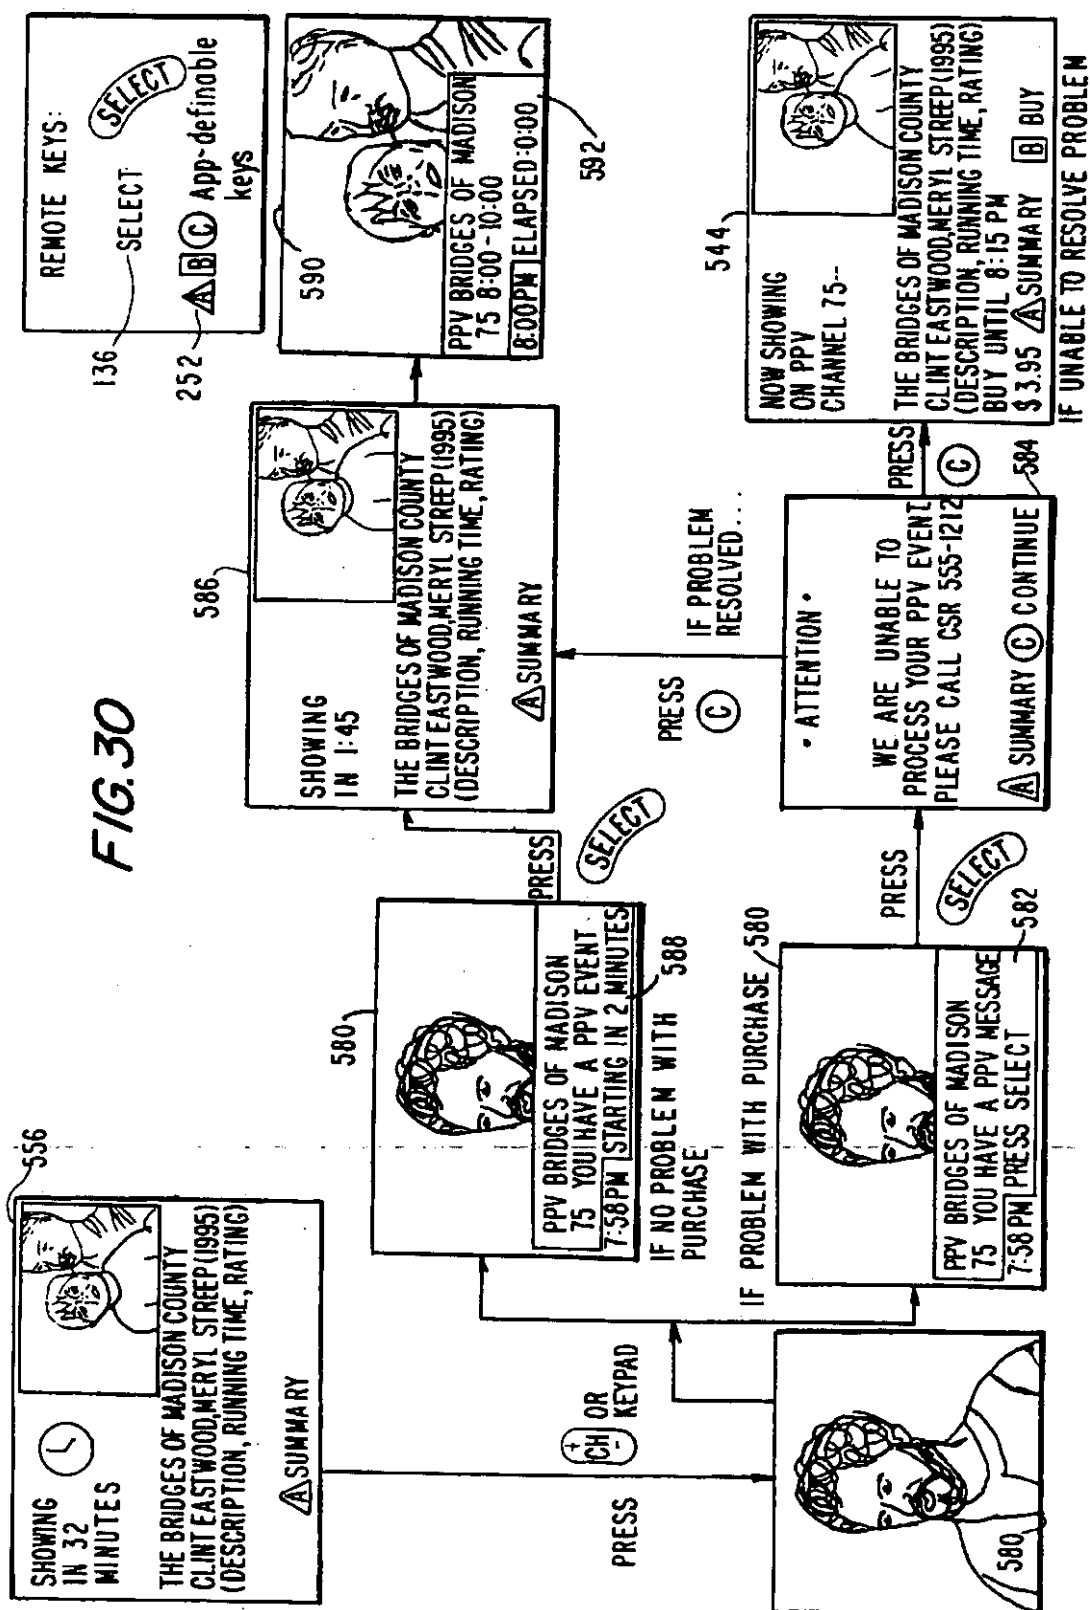 FIG. 30
556
SHOWING
IN 32
MINUTES
THE BRIDGES OF MADISON COUNTY
CLINT EASTWOOD, MERYL STREEP (1995)
(DESCRIPTION, RUNNING TIME, RATING)
A SUMMARY
PRESS
+
CH
-
OR
KEYPAD
580
580
PPV BRIDGES OF MADISON
75 YOU HAVE A PPV EVENT
7:58PM STARTING IN 2 MINUTES
588
IF NO PROBLEM WITH
PURCHASE
PRESS
SELECT
586
SHOWING
IN 1:45
THE BRIDGES OF MADISON COUNTY
CLINT EASTWOOD, MERYL STREEP (1995)
(DESCRIPTION, RUNNING TIME, RATING)
A SUMMARY
REMOTE KEYS:
136
SELECT
SELECT
252
A B C App-definable
keys
590
PPV BRIDGES OF MADISON
75 8:00-10:00
8:00PM ELAPSED:0:00
592
IF PROBLEM WITH PURCHASE
580
PPV BRIDGES OF MADISON
75 YOU HAVE A PPV MESSAGE
7:58PM PRESS SELECT
582
PRESS
SELECT
• ATTENTION •
WE ARE UNABLE TO
PROCESS YOUR PPV EVENT
PLEASE CALL CSR 555-1212
A SUMMARY C CONTINUE
584
PRESS
C
IF PROBLEM
RESOLVED...
PRESS
C
544
NOW SHOWING
ON PPV
CHANNEL 75--
THE BRIDGES OF MADISON COUNTY
CLINT EASTWOOD, MERYL STREEP (1995)
(DESCRIPTION, RUNNING TIME, RATING)
BUY UNTIL 8:15 PM
$3.95 A SUMMARY B BUY
IF UNABLE TO RESOLVE PROBLEM